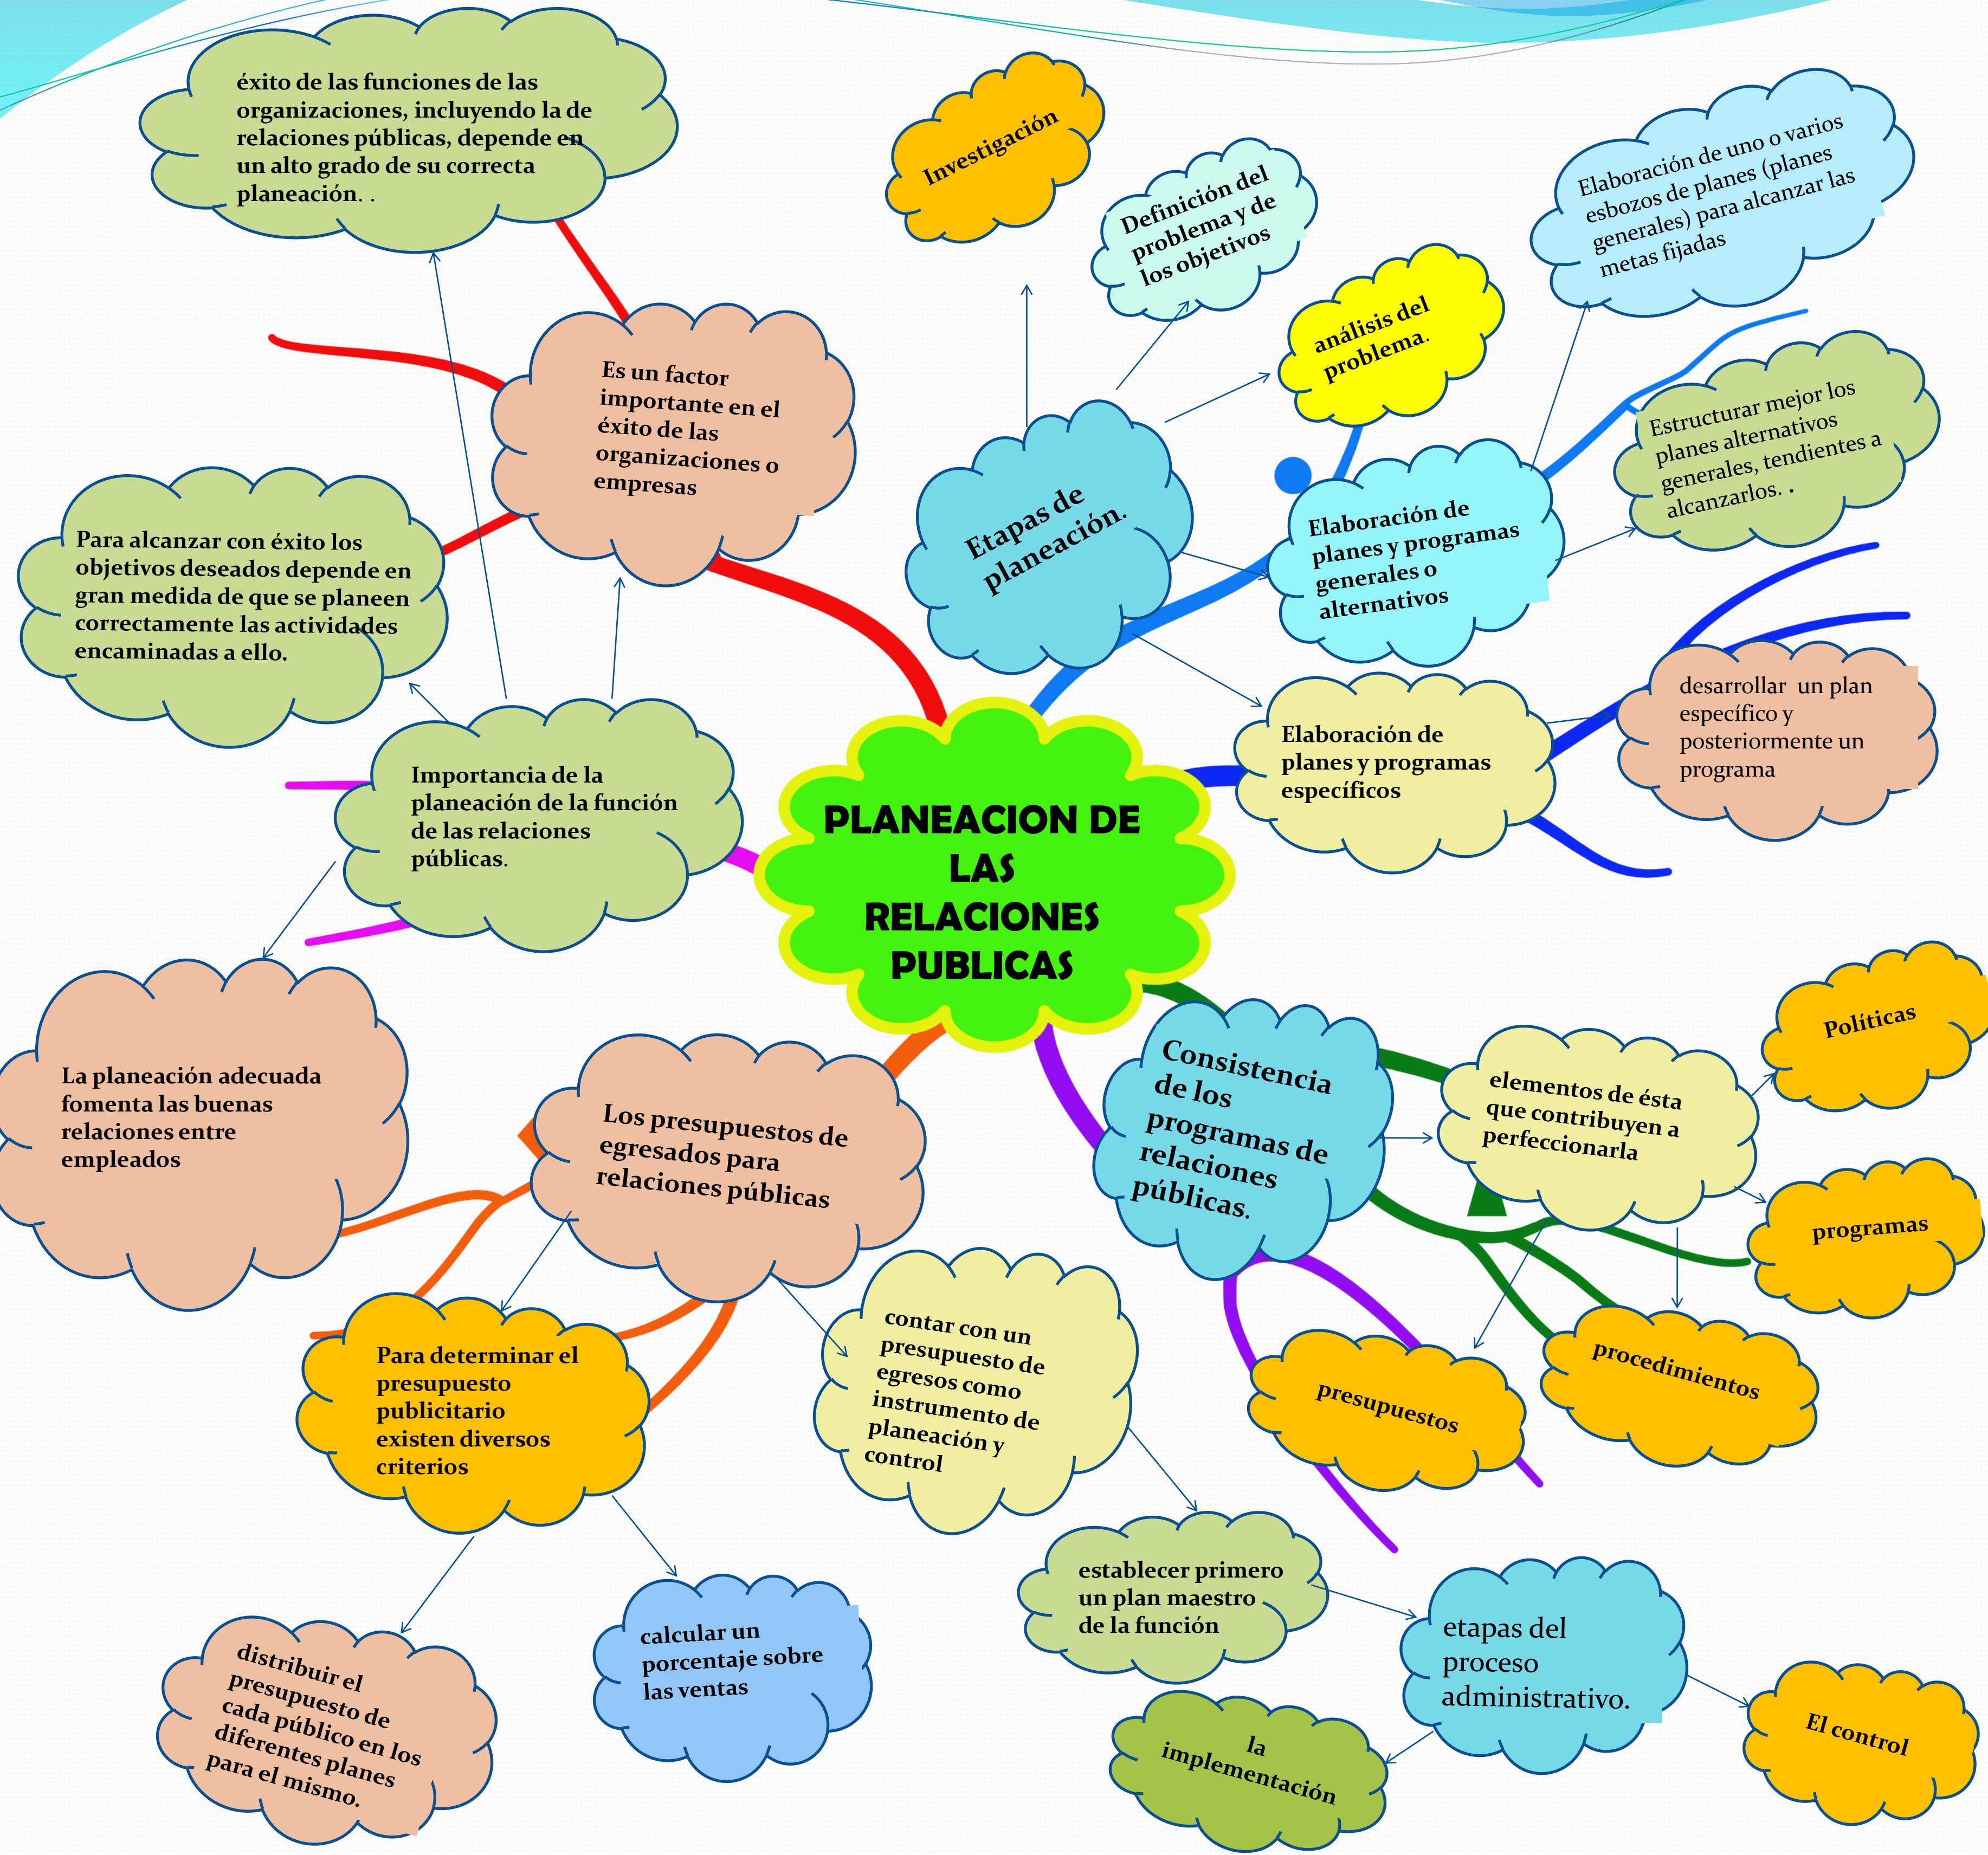 éxito de las funciones de las
organizaciones, incluyendo la de
relaciones públicas, depende en
un alto grado de su correcta
planeación. .
Investigación
Definición del
problema y de
los objetivos
análisis del
problema.
Elaboración de uno o varios
esbozos de planes (planes
generales) para alcanzar las
metas fijadas
Es un factor
importante en el
éxito de las
organizaciones o
empresas
Etapas de
planeación.
Elaboración de
planes y programas
generales o
alternativos
Estructurar mejor los
planes alternativos
generales, tendientes a
alcanzarlos. .
Para alcanzar con éxito los
objetivos deseados depende en
gran medida de que se planeen
correctamente las actividades
encaminadas a ello.
Elaboración de
planes y programas
específicos
desarrollar un plan
específico y
posteriormente un
programa
Importancia de la
planeación de la función
de las relaciones
públicas.
PLANEACION DE
LAS
RELACIONES
PUBLICAS
La planeación adecuada
fomenta las buenas
relaciones entre
empleados
Los presupuestos de
egresados para
relaciones públicas
Consistencia
de los
programas de
relaciones
públicas.
elementos de ésta
que contribuyen a
perfeccionarla
Políticas
programas
procedimientos
presupuestos
Para determinar el
presupuesto
publicitario
existen diversos
criterios
contar con un
presupuesto de
egresos como
instrumento de
planeación y
control
establecer primero
un plan maestro
de la función
etapas del
proceso
administrativo.
distribuir el
presupuesto de
cada público en los
diferentes planes
para el mismo.
calcular un
porcentaje sobre
las ventas
la
implementación
El control